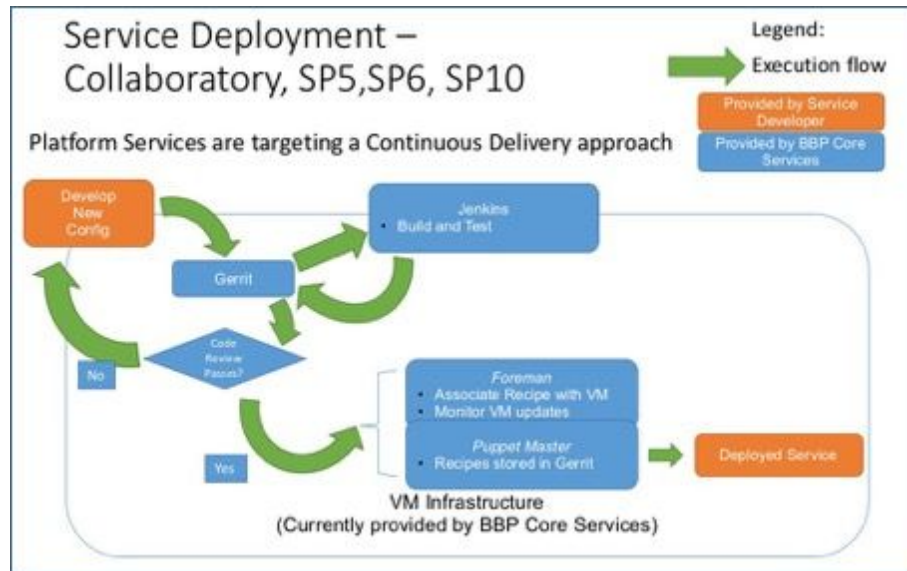 Service Deployment –
Collaboratory, SP5,SP6, SP10
Legend:
Execution flow
Provided by Service
Developer
Provided by BBP Core
Services
Platform Services are targeting a Continuous Delivery approach
Develop
New
Config
Jenkins
• Build and Test
Gerrit
Code
Review
Passes?
No
Yes
Foreman
• Associate Recipe with VM
• Monitor VM updates
Puppet Master
• Recipes stored in Gerrit
Deployed Service
VM Infrastructure
(Currently provided by BBP Core Services)